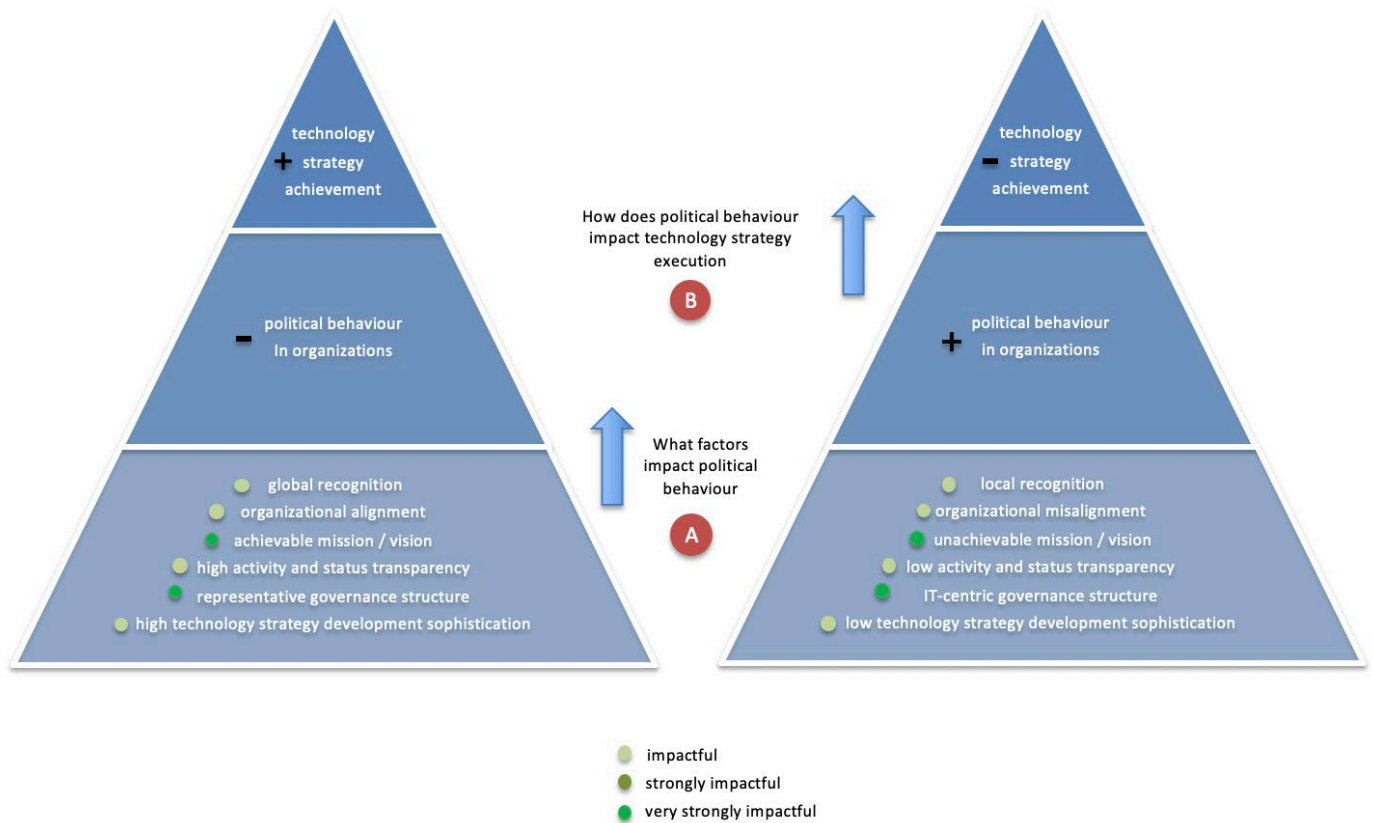 technology
+ strategy
achievement
- political behaviour
In organizations
global recognition
organizational alignment
achievable mission / vision
high activity and status transparency
representative governance structure
high technology strategy development sophistication
How does political behaviour
impact technology strategy
execution
B
What factors
impact political
behaviour
A
technology
- strategy
achievement
+ political behaviour
in organizations
local recognition
organizational misalignment
unachievable mission / vision
low activity and status transparency
IT-centric governance structure
low technology strategy development sophistication
impactful
strongly impactful
very strongly impactful